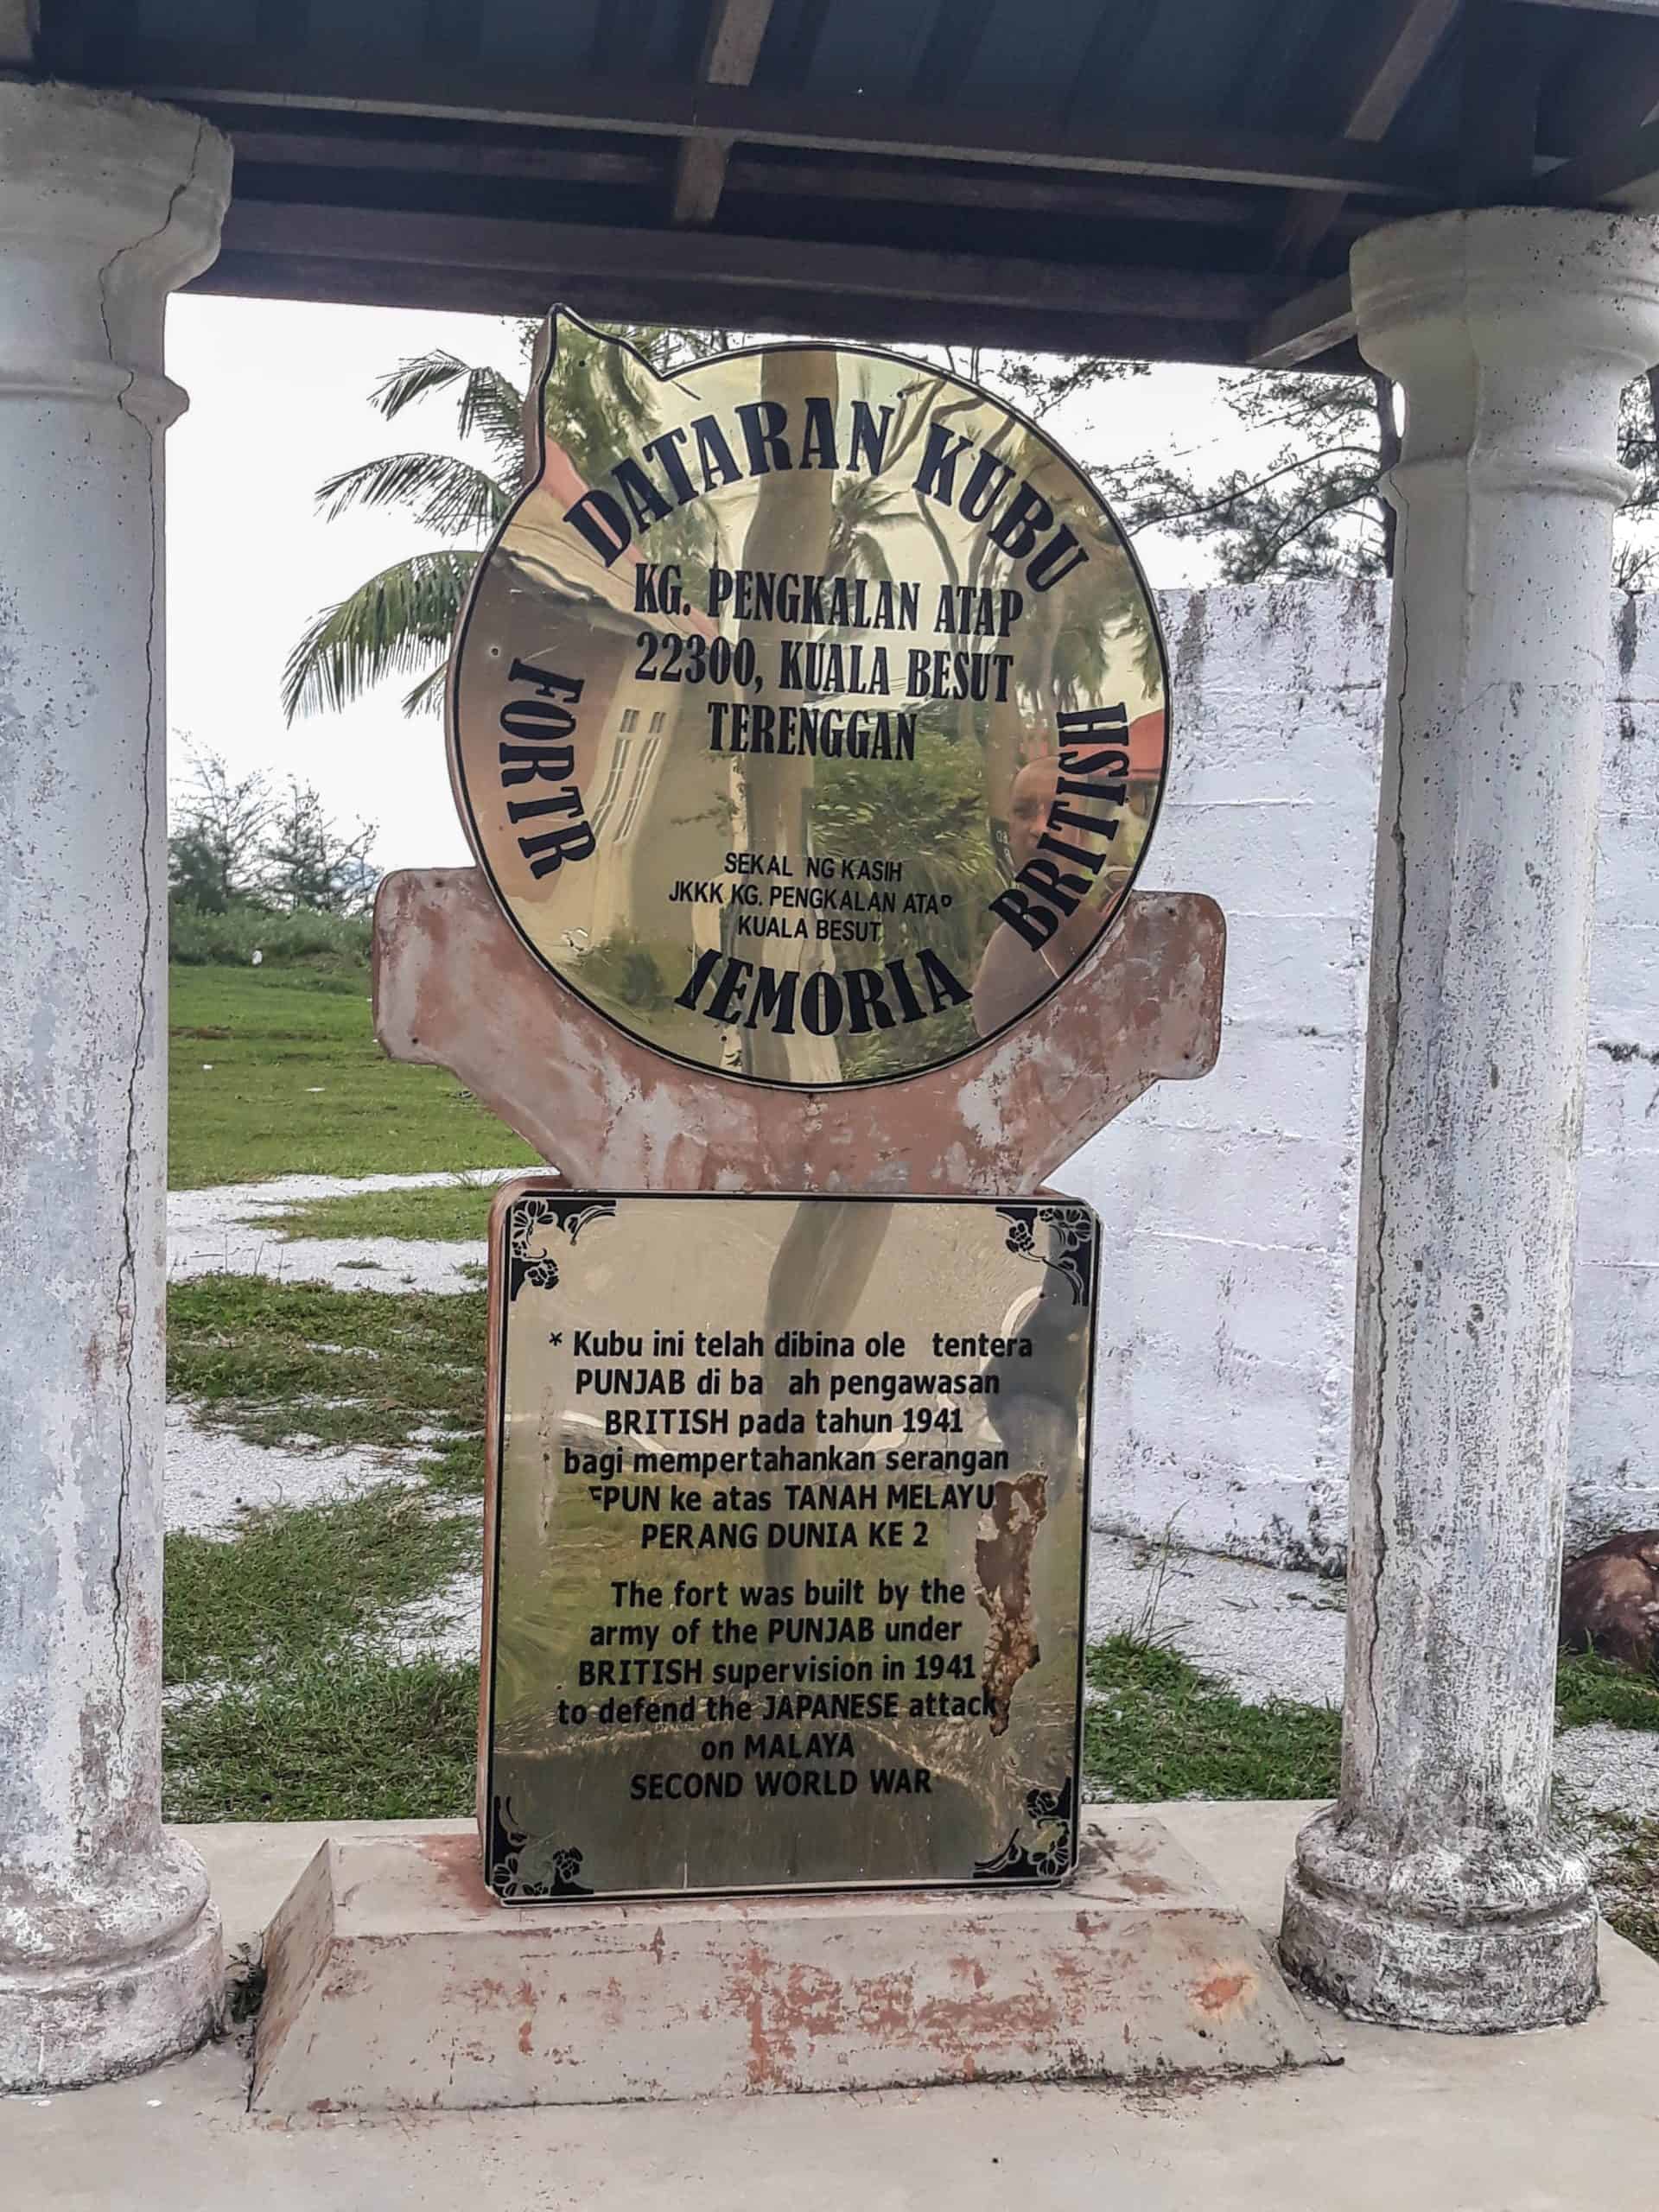 DATARAN KUBU
KG. PENGKALAN ATAP
22300, KUALA BESUT
TERENGGAN
FORTR
BRITISH
SEKAL NG KASIH
JKKK KG. PENGKALAN ATAP
KUALA BESUT
EMORIA
* Kubu ini telah dibina ole tentera
PUNJAB di ba ah pengawasan
BRITISH pada tahun 1941
bagi mempertahankan serangan
EPUN ke atas TANAH MELAYU
PERANG DUNIA KE 2
The fort was built by the
army of the PUNJAB under
BRITISH supervision in 1941
to defend the JAPANESE attack
on MALAYA
SECOND WORLD WAR